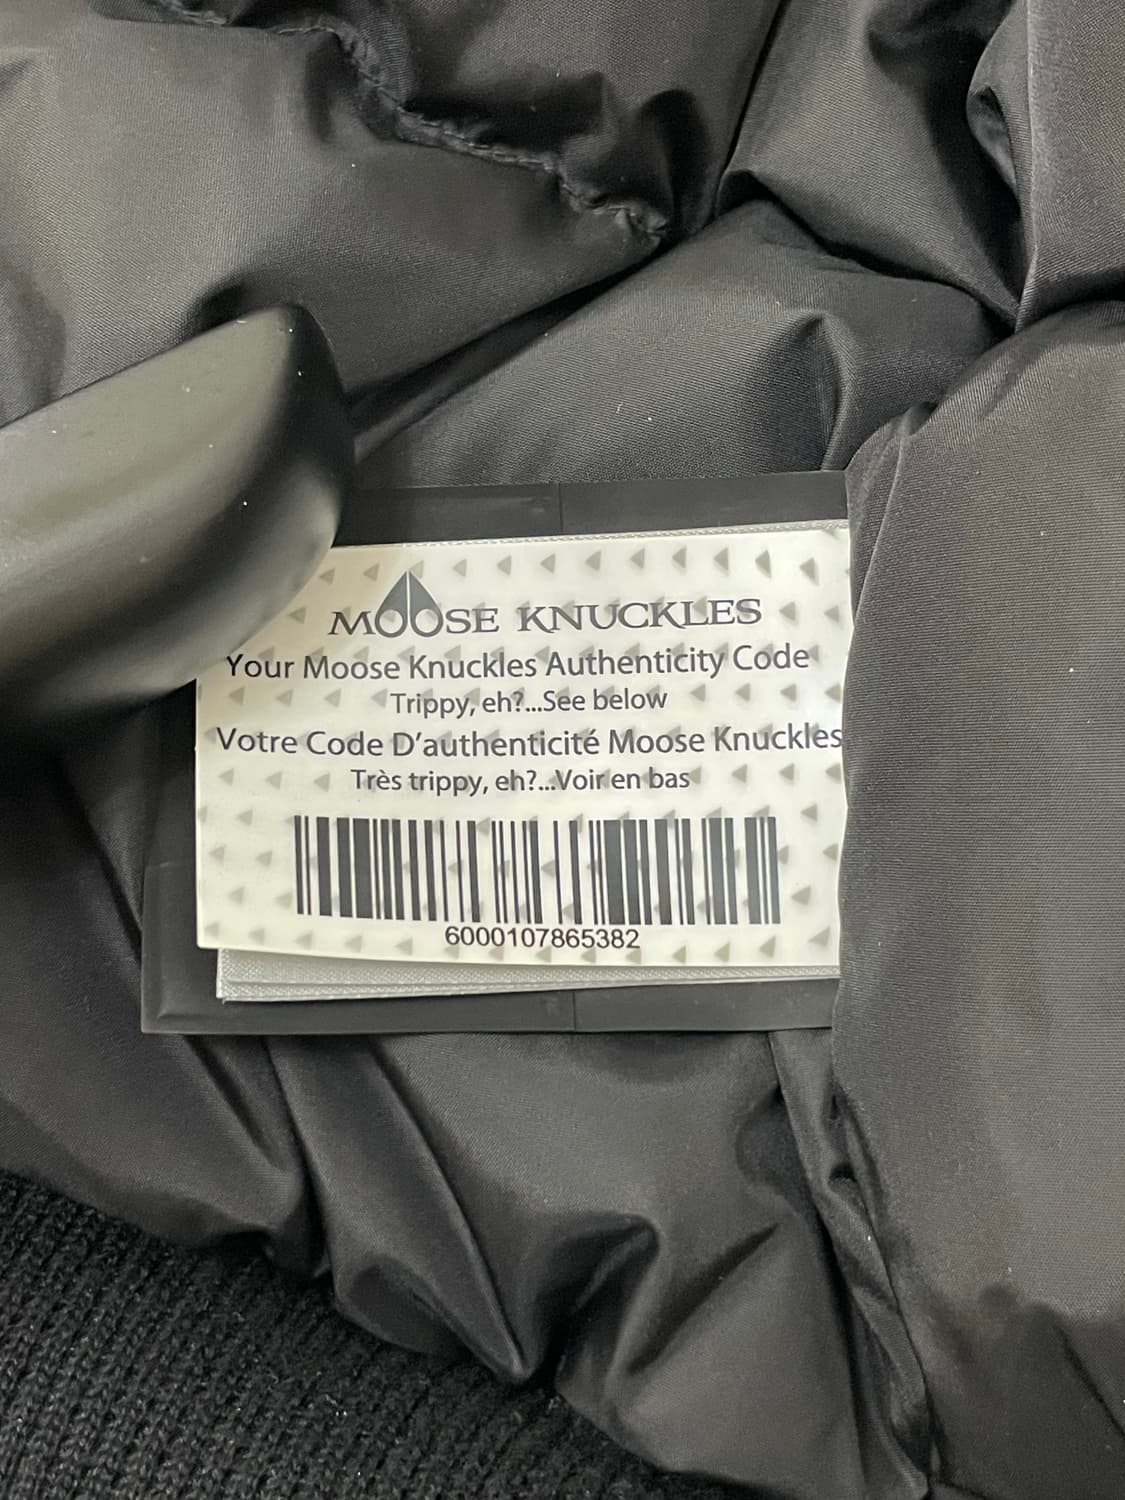 MOOSE KNUCKLES
Your Moose Knuckles Authenticity Code
Trippy, eh?...See below
Votre Code D'authenticité Moose Knuckles
Très trippy, eh?...Voir en bas
6000107865382